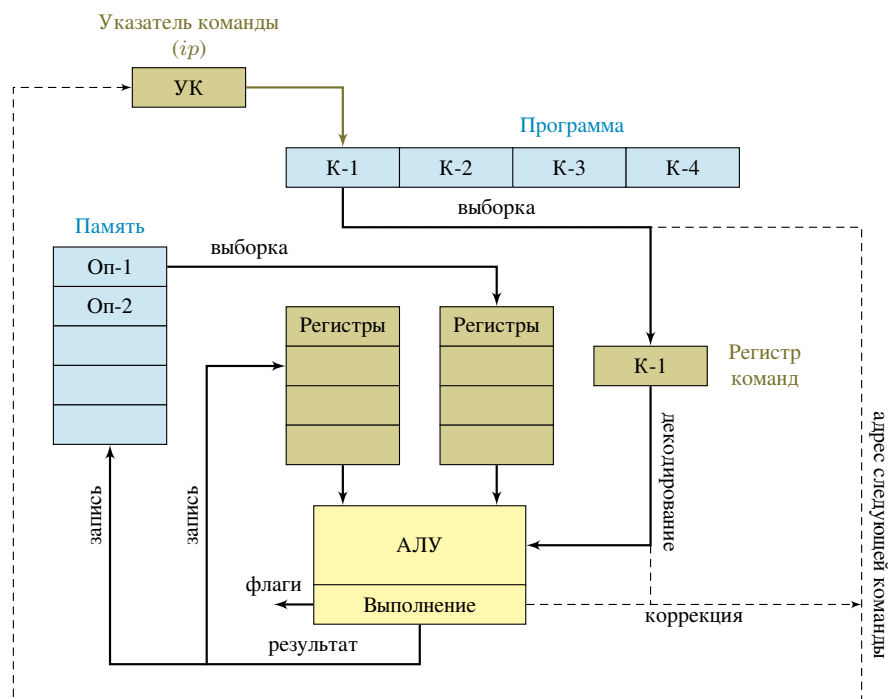 Указатель команды
(ip)
УК
Программа
К-1
К-2
К-3
К-4
выборка
Память
выборка
Оп-1
Оп-2
Регистры
Регистры
К-1
Регистр
команд
декодирование
адрес следующей команды
запись
запись
АЛУ
флаги
Выполнение
коррекция
результат